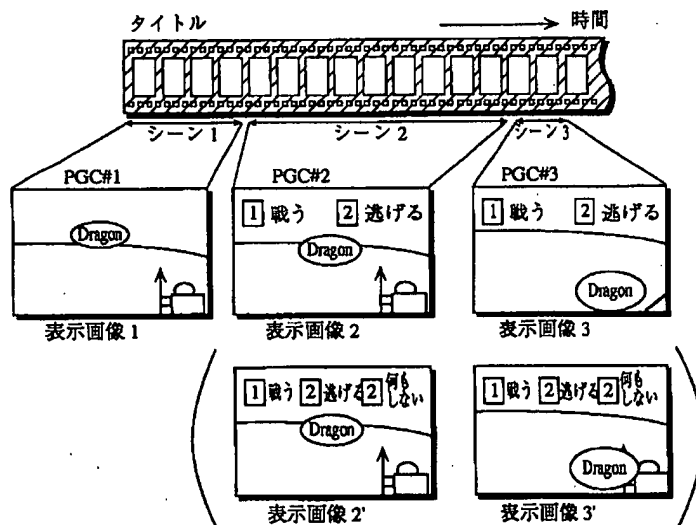 タイトル
時間
シーン1
シーン2
シーン3
PGC#1
PGC#2
PGC#3
Dragon
1 戦う 2 逃げる
Dragon
1 戦う 2 逃げる
Dragon
表示画像1
表示画像2
表示画像3
1 戦う 2 逃げる 2 何もしない
Dragon
1 戦う 2 逃げる 2 何もしない
Dragon
表示画像2'
表示画像3'